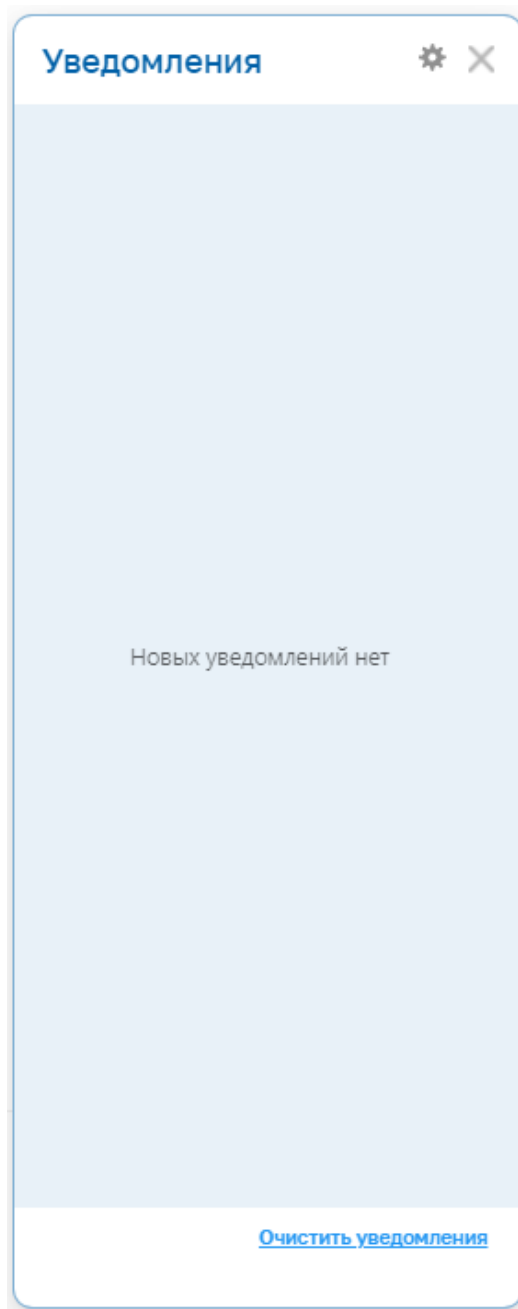 Уведомления
Новых уведомлений нет
Очистить уведомления